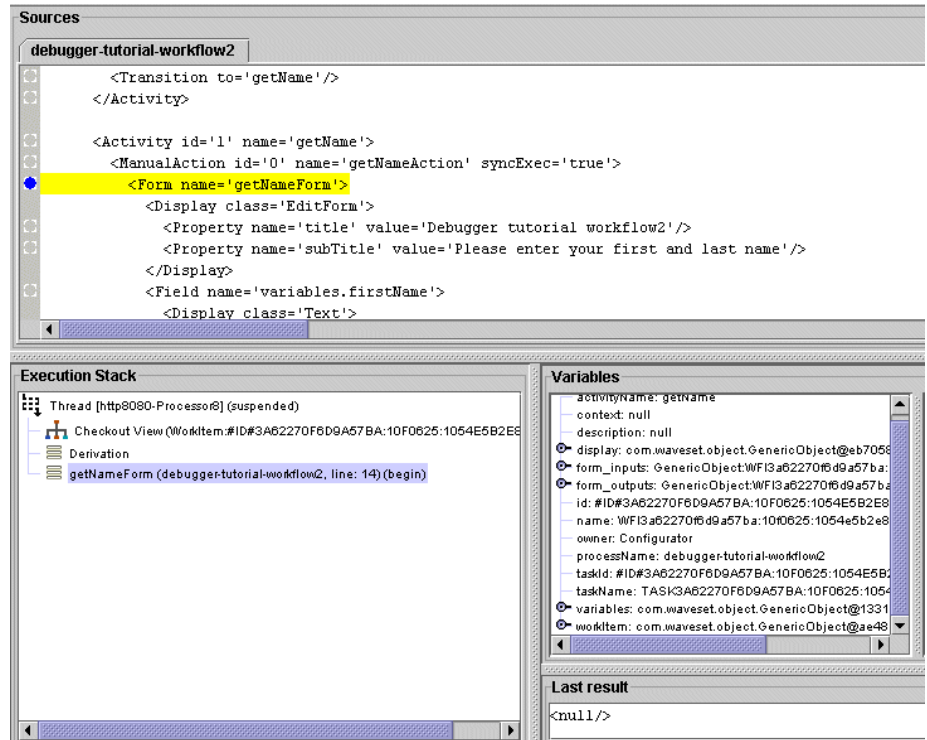 Sources
debugger-tutorial-workflow2
<Transition to='getName'/>
</Activity>
<Activity id='1' name='getName'>
<ManualAction id='0' name='getNameAction' syncExec='true'>
<Form name='getNameForm'>
<Display class='EditForm'>
<Property name='title' value='Debugger tutorial workflow2'/>
<Property name='subTitle' value='Please enter your first and last name'/>
</Display>
<Field name='variables.firstName'>
<Display class='Text'>
Execution Stack
Thread [http8080-Processor8] (suspended)
Checkout View (WorkItem:#ID#3A62270F6D9A57BA:10F0625:1054E5B2E8
Derivation
getNameForm (debugger-tutorial-workflow2, line: 14) (begin)
Variables
activityName: getName
context: null
description: null
display: com.waveset.object.GenericObject@eb7058
form_inputs: GenericObject:WFI3a62270f6d9a57ba:
form_outputs: GenericObject:WFI3a62270f6d9a57ba
id: #ID#3A62270F6D9A57BA:10F0625:1054E5B2E8
name: WFI3a62270f6d9a57ba:10f0625:1054e5b2e8
owner: Configurator
processName: debugger-tutorial-workflow2
taskId: #ID#3A62270F6D9A57BA:10F0625:1054E5B2
taskName: TASK3A62270F6D9A57BA:10F0625:1054
variables: com.waveset.object.GenericObject@1331
workItem: com.waveset.object.GenericObject@ae48
Last result
<null/>